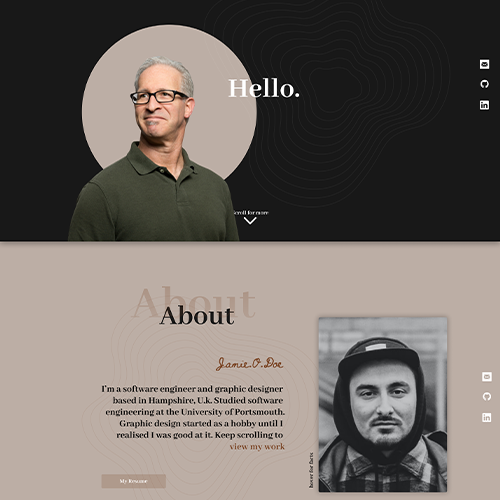 Hello.
Scroll for more
About
About
Jamie.O.Doe
I'm a software engineer and graphic designer
based in Hampshire, U.k. Studied software
engineering at the University of Portsmouth.
Graphic design started as a hobby until I
realised I was good at it. Keep scrolling to
view my work
hover for facts
My Resume